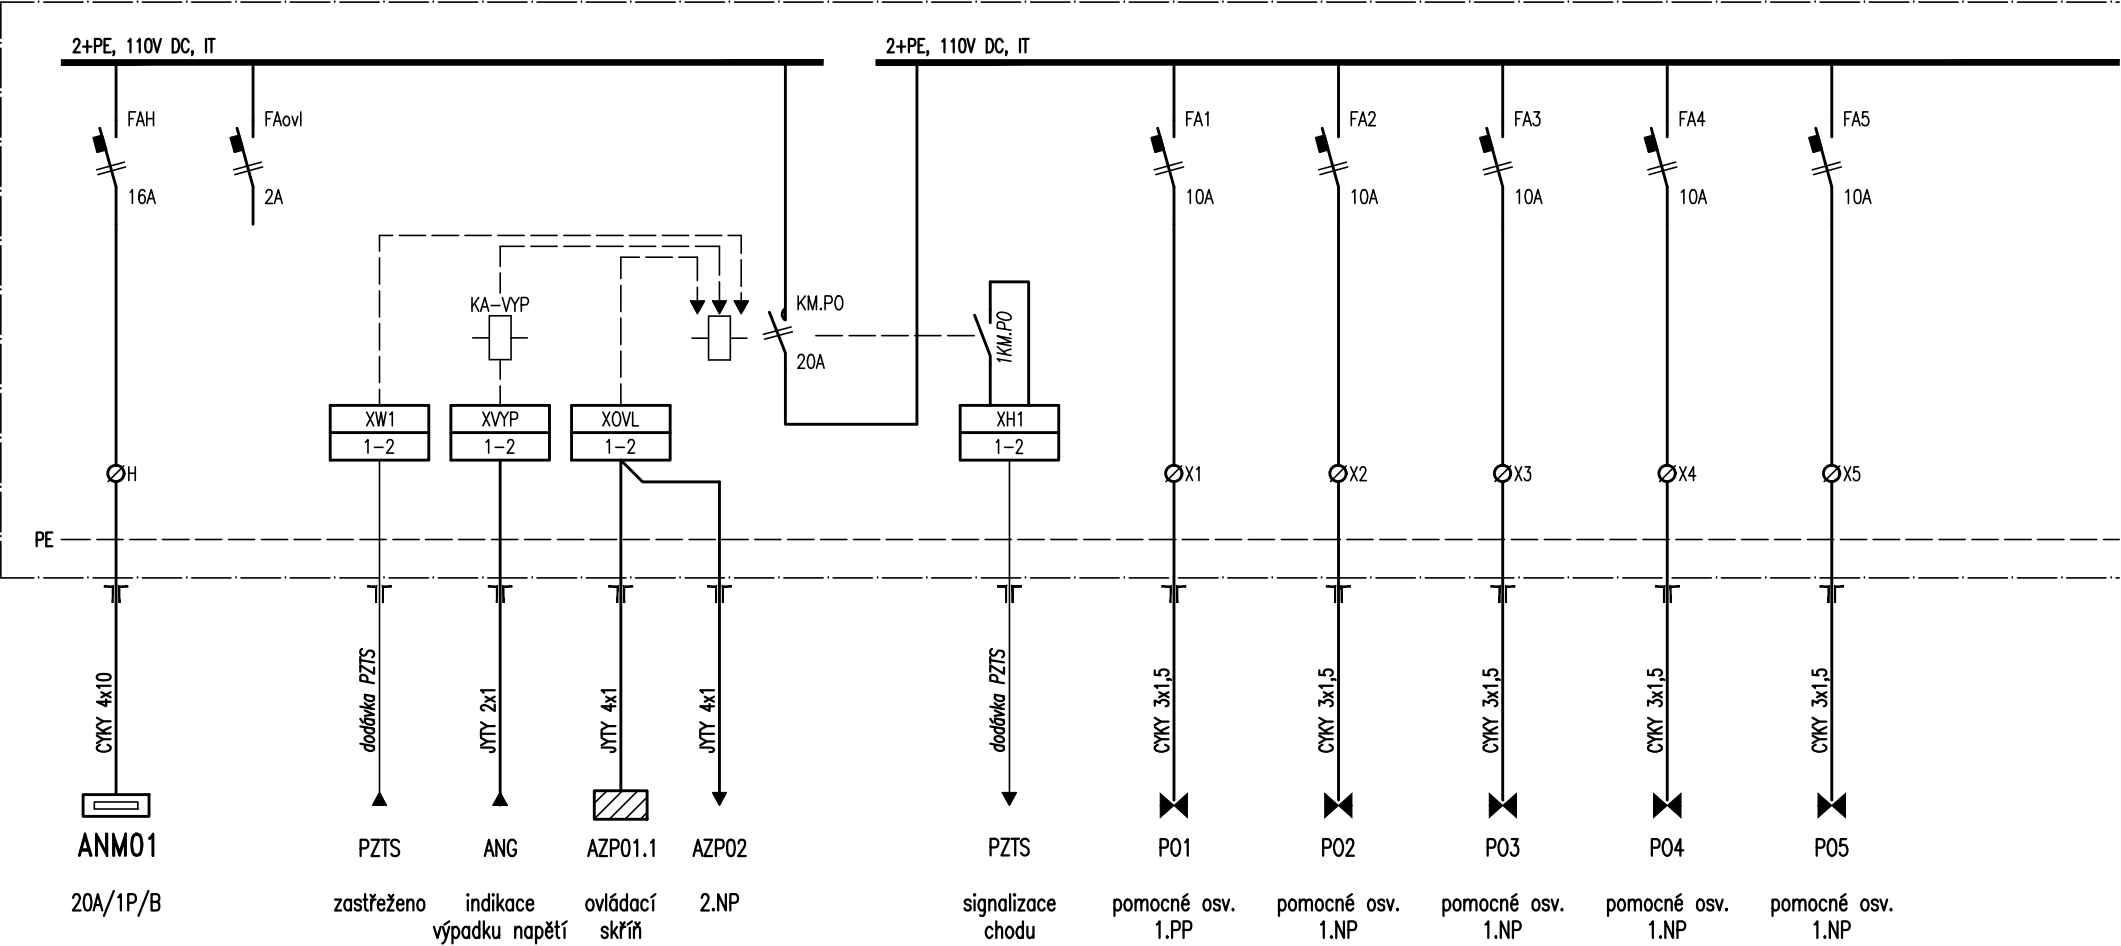 2+PE, 110V DC, IT
2+PE, 110V DC, IT
FAH
FAovl
FA1
FA2
FA3
FA4
FA5
16A
2A
10A
10A
10A
10A
10A
KA-VYP
KM.PO
1KM.PO
20A
XW1
XVYP
XOVL
XH1
1-2
1-2
1-2
1-2
H
X1
X2
X3
X4
X5
PE
CYKY 4x10
dodávka PZTS
JYTY 2x1
JYTY 4x1
JYTY 4x1
dodávka PZTS
CYKY 3x1,5
CYKY 3x1,5
CYKY 3x1,5
CYKY 3x1,5
CYKY 3x1,5
ANM01
PZTS
ANG
AZP01.1
AZP02
PZTS
PO1
PO2
PO3
PO4
PO5
20A/1P/B
zastřeženo
indikace
výpadku napětí
ovládací
skříň
2.NP
signalizace
chodu
pomocné osv.
1.PP
pomocné osv.
1.NP
pomocné osv.
1.NP
pomocné osv.
1.NP
pomocné osv.
1.NP